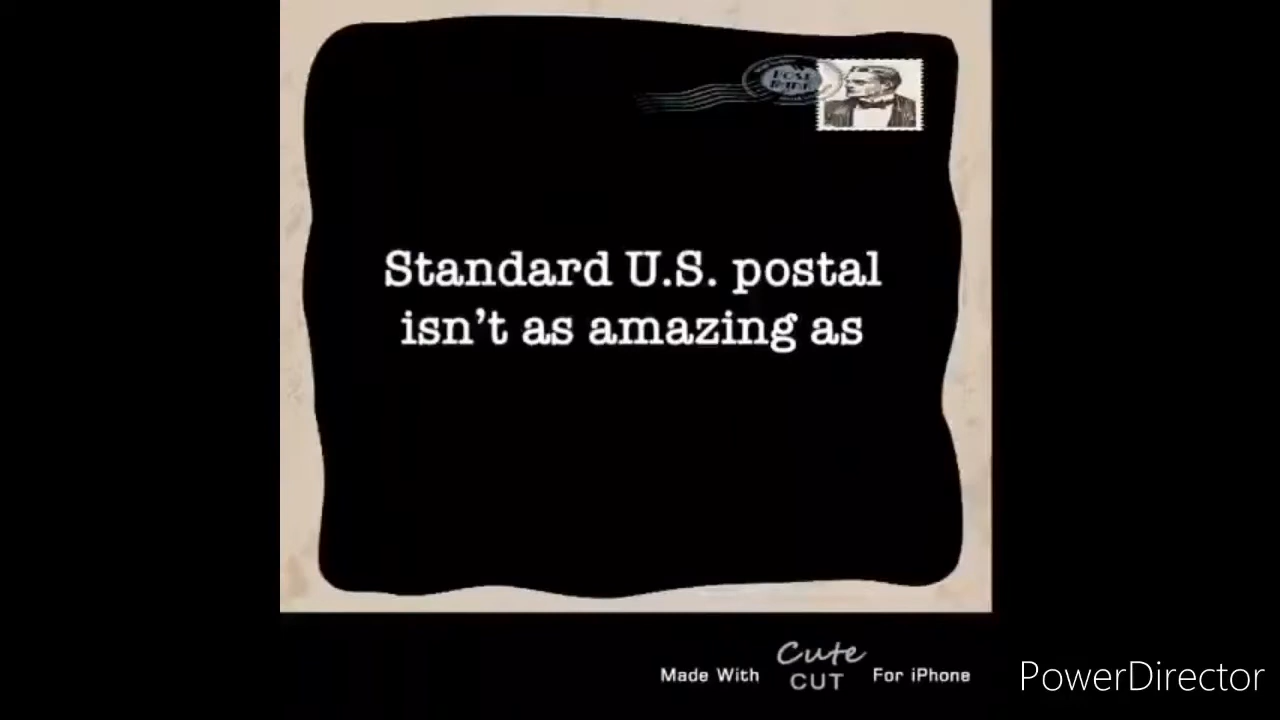 Standard U.S. postal
isn't as amazing as
Made With Cute CUT For iPhone
PowerDirector